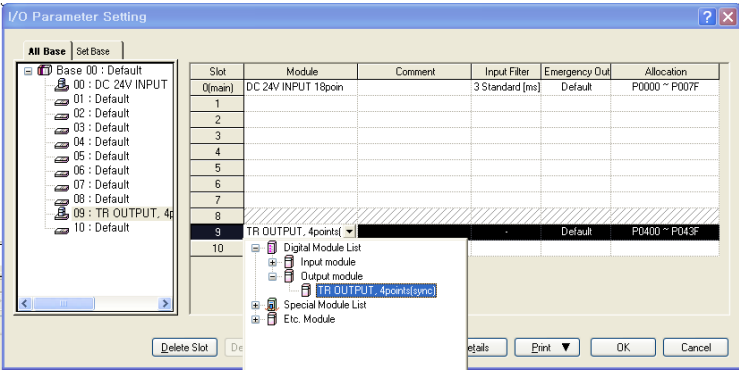 I/O Parameter Setting
All Base
Set Base
Base 00 : Default
00 : DC 24V INPUT
01 : Default
02 : Default
03 : Default
04 : Default
05 : Default
06 : Default
07 : Default
08 : Default
09 : TR OUTPUT, 4p
10 : Default
Slot Module Comment Input Filter Emergency Out Allocation
0(main) DC 24V INPUT 18poin 3 Standard [ms] Default P0000 ~ P007F
1
2
3
4
5
6
7
8
9 TR OUTPUT, 4points( - Default P0400 ~ P043F
10
Digital Module List
Input module
Output module
TR OUTPUT, 4points(sync)
Special Module List
Etc. Module
Delete Slot De etails Print ▼ OK Cancel